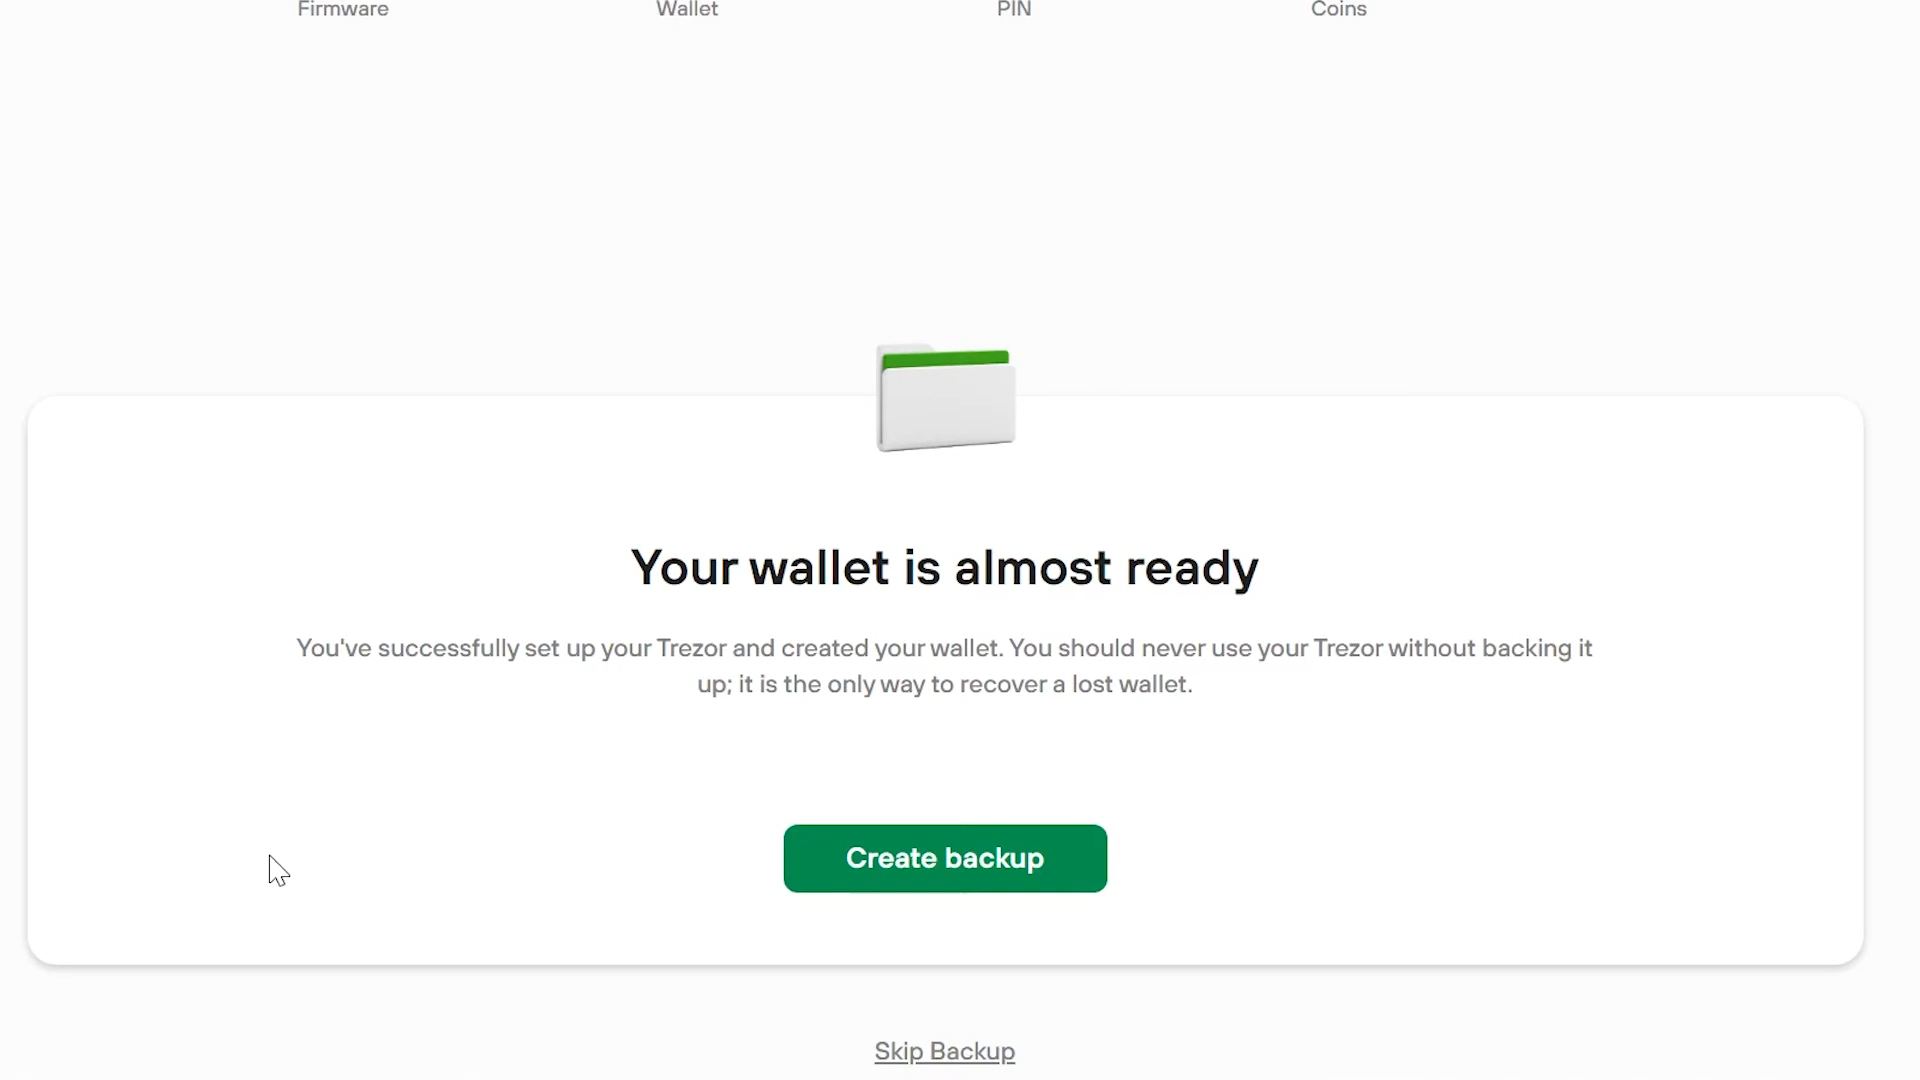 Firmware Wallet PIN Coins
Your wallet is almost ready
You've successfully set up your Trezor and created your wallet. You should never use your Trezor without backing it
up; it is the only way to recover a lost wallet.
Create backup
Skip Backup